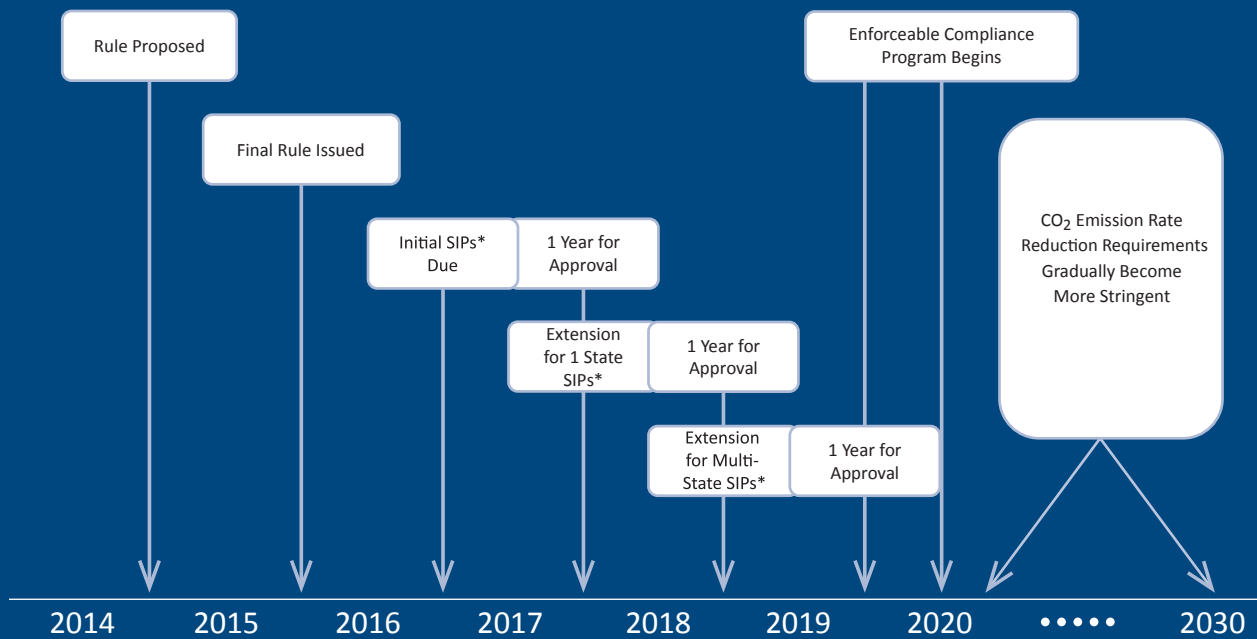 Rule Proposed
Enforceable Compliance
Program Begins
Final Rule Issued
CO₂ Emission Rate
Reduction Requirements
Gradually Become
More Stringent
Initial SIPs*
Due
1 Year for
Approval
Extension
for 1 State
SIPs*
1 Year for
Approval
Extension
for Multi-
State SIPs*
1 Year for
Approval
2014 2015 2016 2017 2018 2019 2020 ••••• 2030